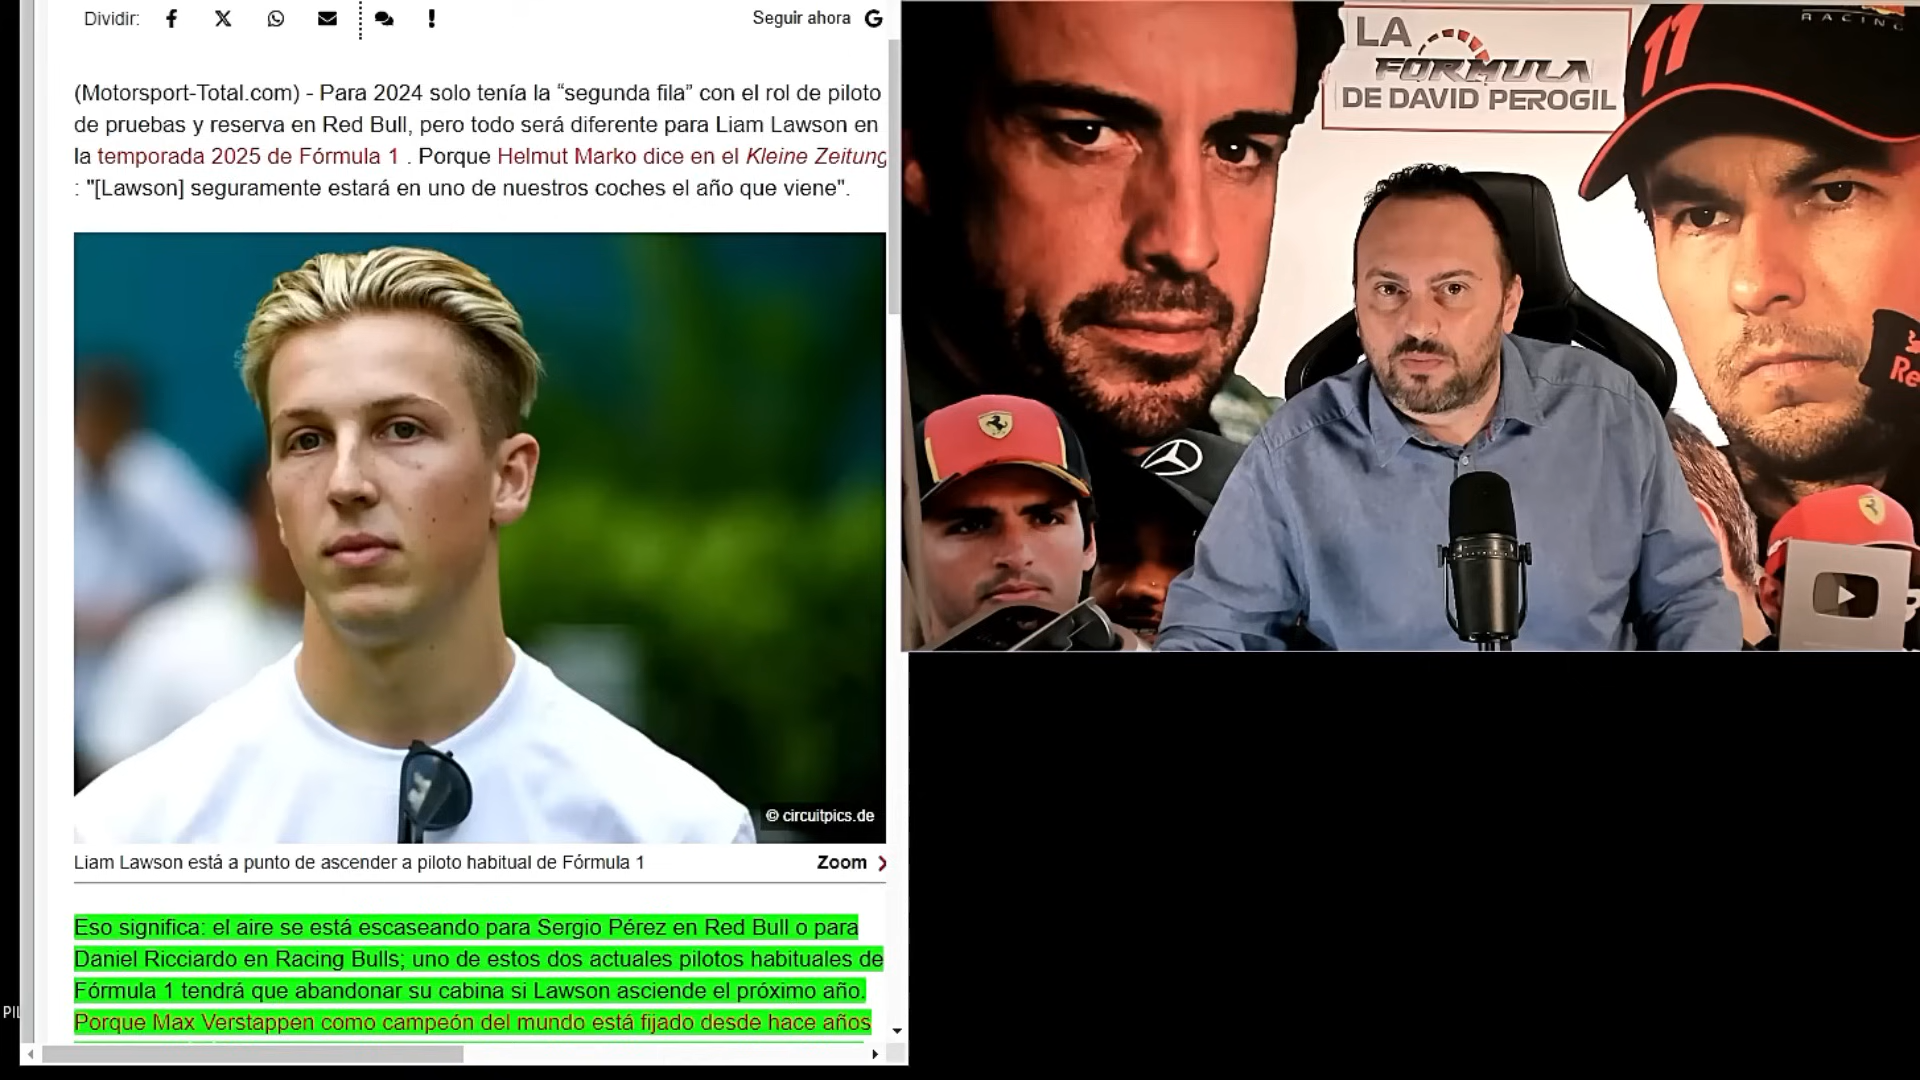 Dividir:
Seguir ahora
(Motorsport-Total.com) - Para 2024 solo tenía la “segunda fila” con el rol de piloto
de pruebas y reserva en Red Bull, pero todo será diferente para Liam Lawson en
la temporada 2025 de Fórmula 1 . Porque Helmut Marko dice en el Kleine Zeitung
: "[Lawson] seguramente estará en uno de nuestros coches el año que viene".
© circuitpics.de
Liam Lawson está a punto de ascender a piloto habitual de Fórmula 1
Zoom
Eso significa: el aire se está escaseando para Sergio Pérez en Red Bull o para
Daniel Ricciardo en Racing Bulls; uno de estos dos actuales pilotos habituales de
Fórmula 1 tendrá que abandonar su cabina si Lawson asciende el próximo año.
Porque Max Verstappen como campeón del mundo está fijado desde hace años
LA
FÓRMULA
DE DAVID PEROGIL
11
RACING
Re